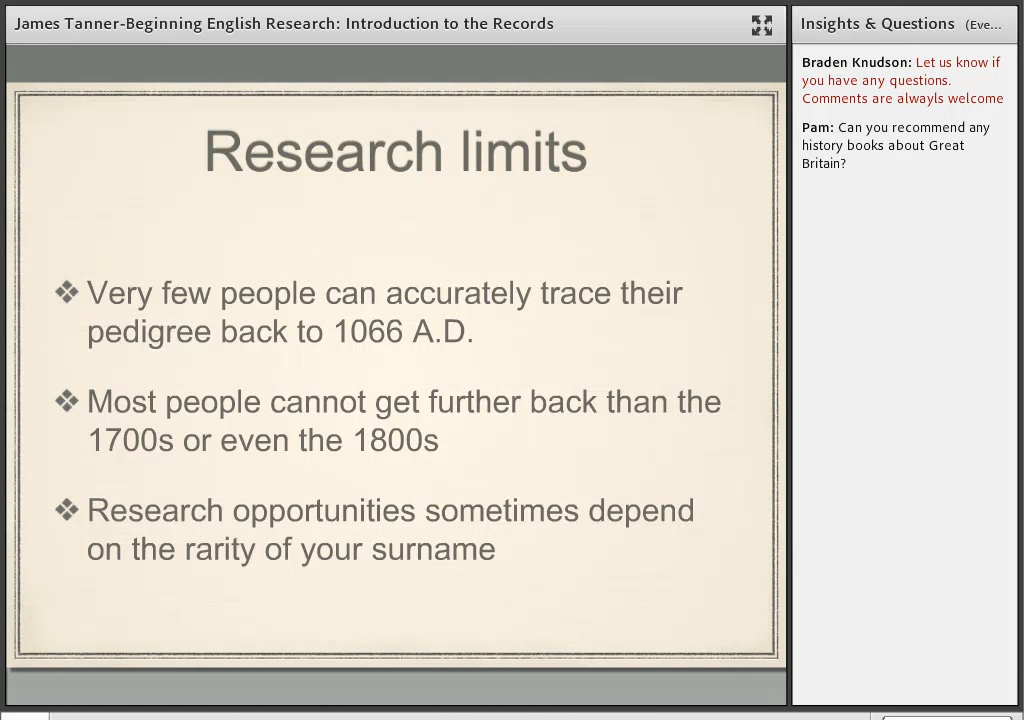 James Tanner-Beginning English Research: Introduction to the Records
Research limits
❖ Very few people can accurately trace their
pedigree back to 1066 A.D.
❖ Most people cannot get further back than the
1700s or even the 1800s
❖ Research opportunities sometimes depend
on the rarity of your surname
Insights & Questions (Eve...
Braden Knudson: Let us know if
you have any questions.
Comments are alwayls welcome
Pam: Can you recommend any
history books about Great
Britain?